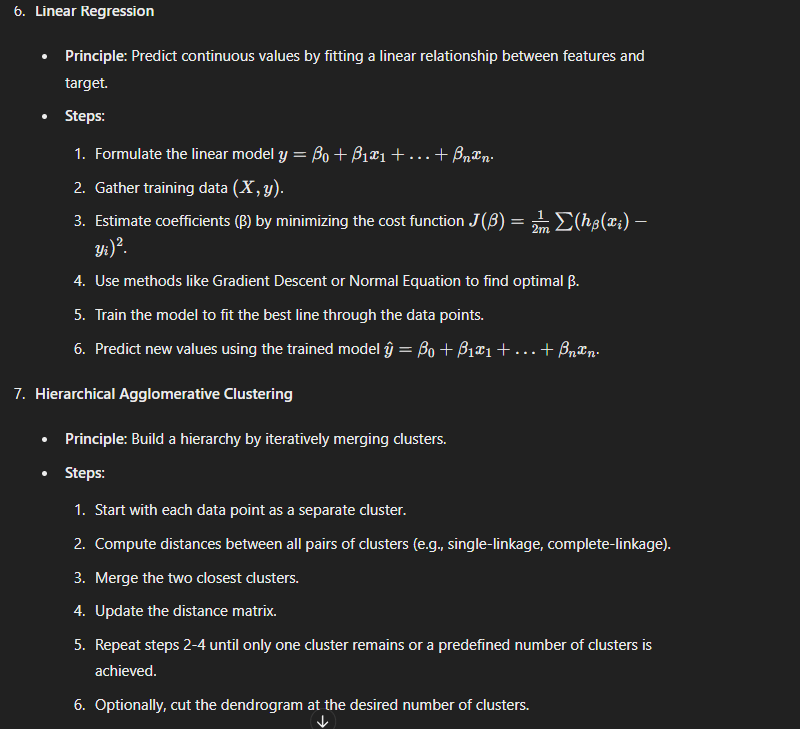 6. Linear Regression
• Principle: Predict continuous values by fitting a linear relationship between features and
target.
• Steps:
1. Formulate the linear model y = β₀ + β₁x₁ + … + βₙxₙ.
2. Gather training data (X, y).
3. Estimate coefficients (β) by minimizing the cost function J(β) = 1/2m ∑(hᵦ(xᵢ) −
yᵢ)².
4. Use methods like Gradient Descent or Normal Equation to find optimal β.
5. Train the model to fit the best line through the data points.
6. Predict new values using the trained model ŷ = β₀ + β₁x₁ + … + βₙxₙ.
7. Hierarchical Agglomerative Clustering
• Principle: Build a hierarchy by iteratively merging clusters.
• Steps:
1. Start with each data point as a separate cluster.
2. Compute distances between all pairs of clusters (e.g., single-linkage, complete-linkage).
3. Merge the two closest clusters.
4. Update the distance matrix.
5. Repeat steps 2-4 until only one cluster remains or a predefined number of clusters is
achieved.
6. Optionally, cut the dendrogram at the desired number of clusters.